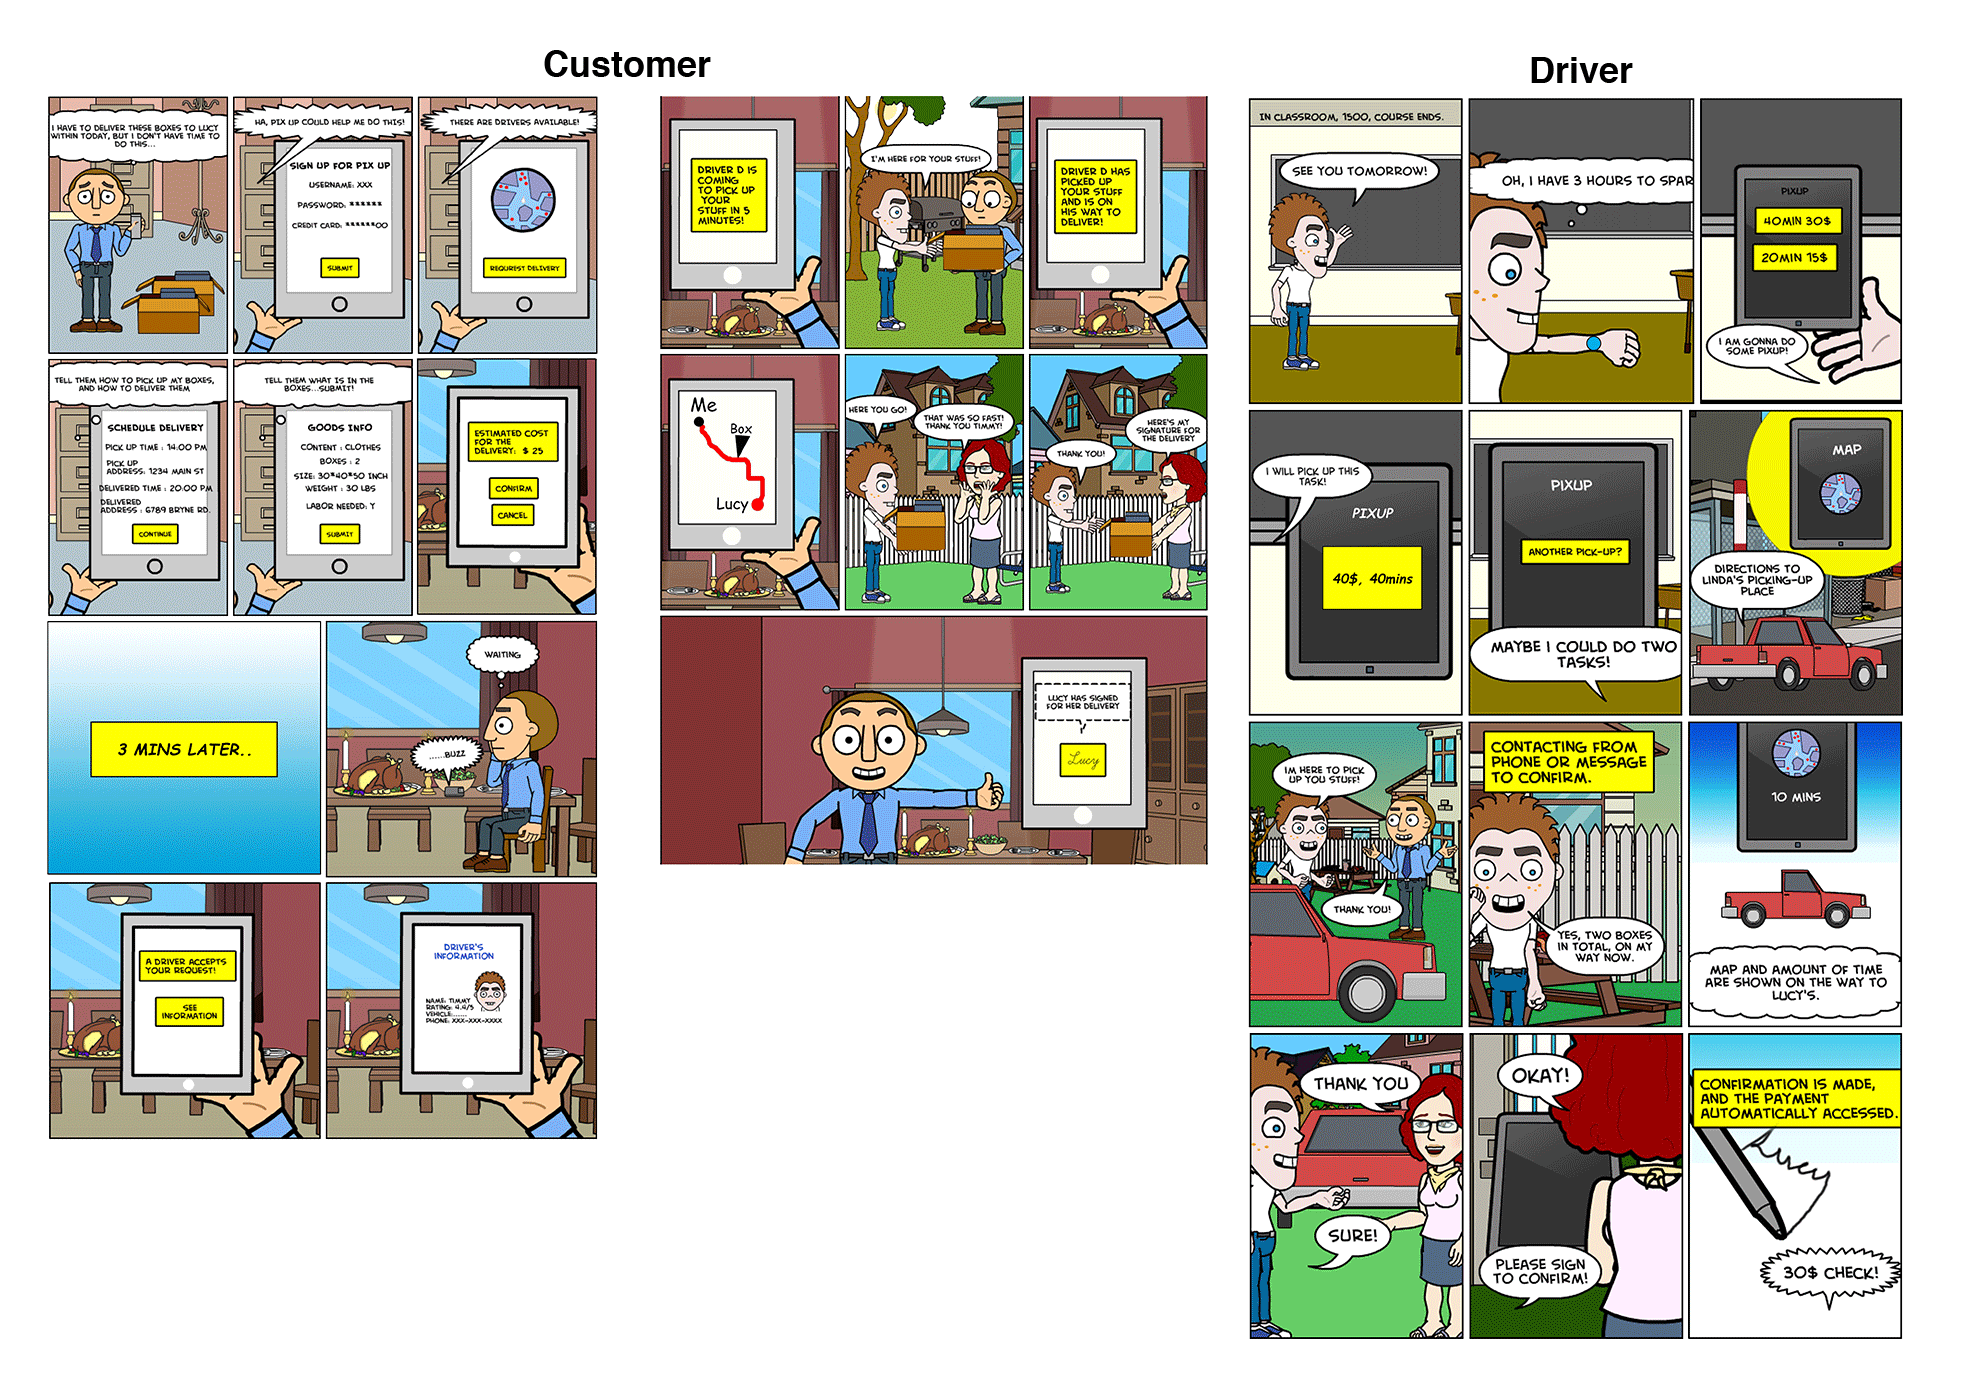 Customer
I HAVE TO DELIVER THESE BOXES TO LUCY
WITHIN TODAY, BUT I DON'T HAVE TIME TO
DO THIS...
HA, PIX UP COULD HELP ME DO THIS!
SIGN UP FOR PIX UP
USERNAME: XXX
PASSWORD: ******
CREDIT CARD: ******00
SUBMIT
THERE ARE DRIVERS AVAILABLE!
REQUREST DELIVERY
TELL THEM HOW TO PICK UP MY BOXES,
AND HOW TO DELIVER THEM
SCHEDULE DELIVERY
PICK UP TIME : 14:00 PM
PICK UP
ADDRESS: 1234 MAIN ST
DELIVERED TIME : 20:00 PM
DELIVERED
ADDRESS : 6789 BRYNE RD.
CONTINUE
TELL THEM WHAT IS IN THE
BOXES...SUBMIT!
GOODS INFO
CONTENT : CLOTHES
BOXES : 2
SIZE: 30*40*50 INCH
WEIGHT : 30 LBS
LABOR NEEDED: Y
SUBMIT
ESTIMATED COST
FOR THE
DELIVERY: $ 25
CONFIRM
CANCEL
3 MINS LATER..
WAITING
......BUZZ
A DRIVER ACCEPTS
YOUR REQUEST!
SEE
INFORMATION
DRIVER'S
INFORMATION
NAME: TIMMY
RATING: 4.4/5
VEHICLE:......
PHONE: XXX-XXX-XXXX
DRIVER D IS
COMING
TO PICK UP
YOUR
STUFF IN 5
MINUTES!
I'M HERE FOR YOUR STUFF!
DRIVER D HAS
PICKED UP
YOUR STUFF
AND IS ON
HIS WAY TO
DELIVER!
Me
Box
Lucy
HERE YOU GO!
THAT WAS SO FAST!
THANK YOU TIMMY!
HERE'S MY
SIGNATURE FOR
THE DELIVERY
THANK YOU!
LUCY HAS SIGNED
FOR HER DELIVERY
Lucy
Driver
IN CLASSROOM, 1500, COURSE ENDS.
SEE YOU TOMORROW!
OH, I HAVE 3 HOURS TO SPAR
PIXUP
40MIN 30$
20MIN 15$
I AM GONNA DO
SOME PIXUP!
I WILL PICK UP THIS
TASK!
PIXUP
40$, 40mins
PIXUP
ANOTHER PICK-UP?
MAYBE I COULD DO TWO
TASKS!
MAP
DIRECTIONS TO
LINDA'S PICKING-UP
PLACE
IM HERE TO PICK
UP YOU STUFF!
THANK YOU!
CONTACTING FROM
PHONE OR MESSAGE
TO CONFIRM.
YES, TWO BOXES
IN TOTAL, ON MY
WAY NOW.
10 MINS
MAP AND AMOUNT OF TIME
ARE SHOWN ON THE WAY TO
LUCY'S.
THANK YOU
SURE!
OKAY!
PLEASE SIGN
TO CONFIRM!
CONFIRMATION IS MADE,
AND THE PAYMENT
AUTOMATICALLY ACCESSED.
Lucy
30$ CHECK!